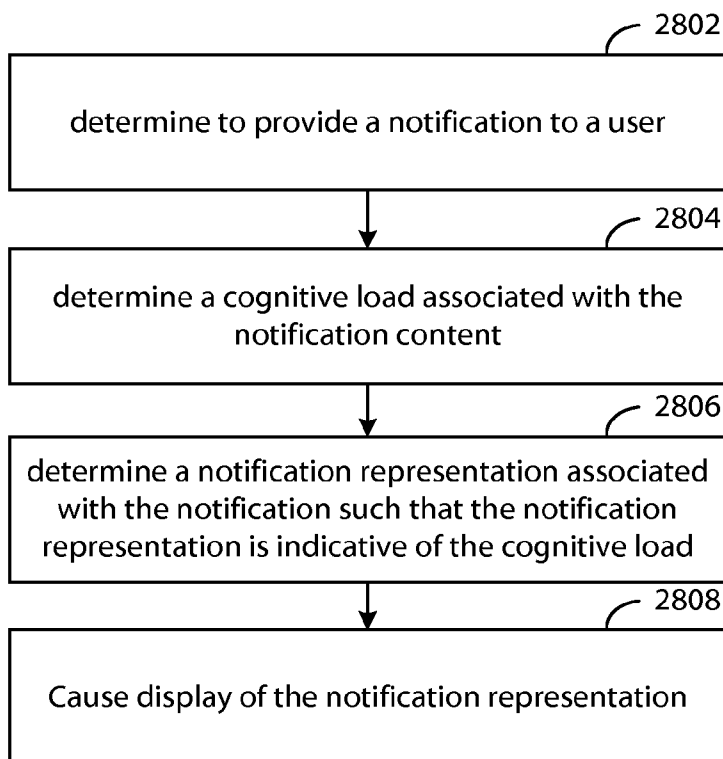 2802
determine to provide a notification to a user
2804
determine a cognitive load associated with the
notification content
2806
determine a notification representation associated
with the notification such that the notification
representation is indicative of the cognitive load
2808
Cause display of the notification representation